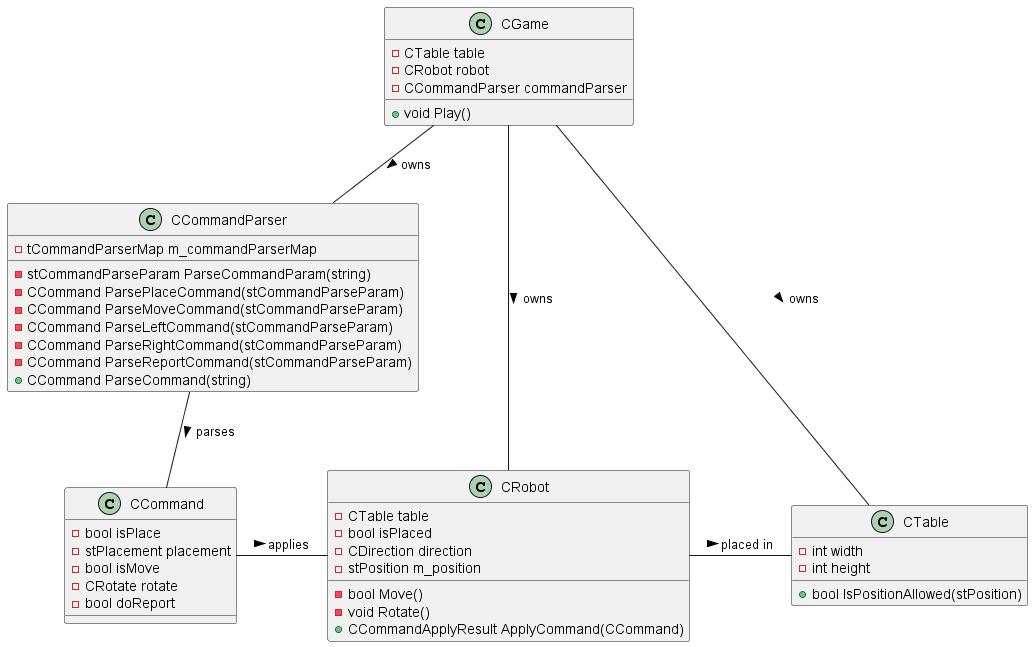 C CGame
CTable table
CRobot robot
CCommandParser commandParser
void Play()
owns
C CCommandParser
tCommandParserMap m_commandParserMap
stCommandParseParam ParseCommandParam(string)
CCommand ParsePlaceCommand(stCommandParseParam)
CCommand ParseMoveCommand(stCommandParseParam)
CCommand ParseLeftCommand(stCommandParseParam)
CCommand ParseRightCommand(stCommandParseParam)
CCommand ParseReportCommand(stCommandParseParam)
CCommand ParseCommand(string)
owns
owns
parses
C CCommand
bool isPlace
stPlacement placement
bool isMove
CRotate rotate
bool doReport
applies
C CRobot
CTable table
bool isPlaced
CDirection direction
stPosition m_position
bool Move()
void Rotate()
CCommandApplyResult ApplyCommand(CCommand)
placed in
C CTable
int width
int height
bool IsPositionAllowed(stPosition)